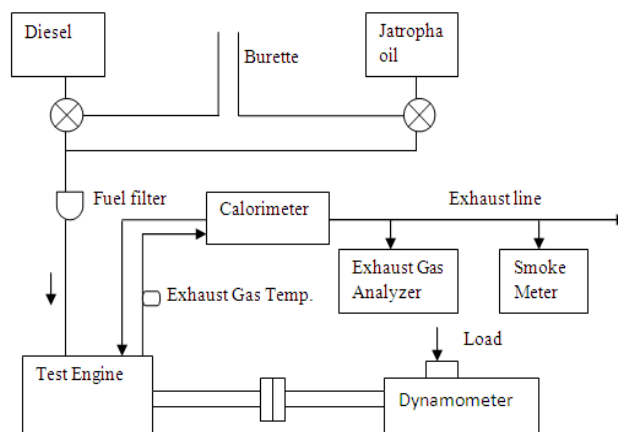 Diesel
Burette
Jatropha
oil
Fuel filter
Calorimeter
Exhaust line
Exhaust Gas Temp.
Exhaust Gas
Analyzer
Smoke
Meter
Load
Test Engine
Dynamometer